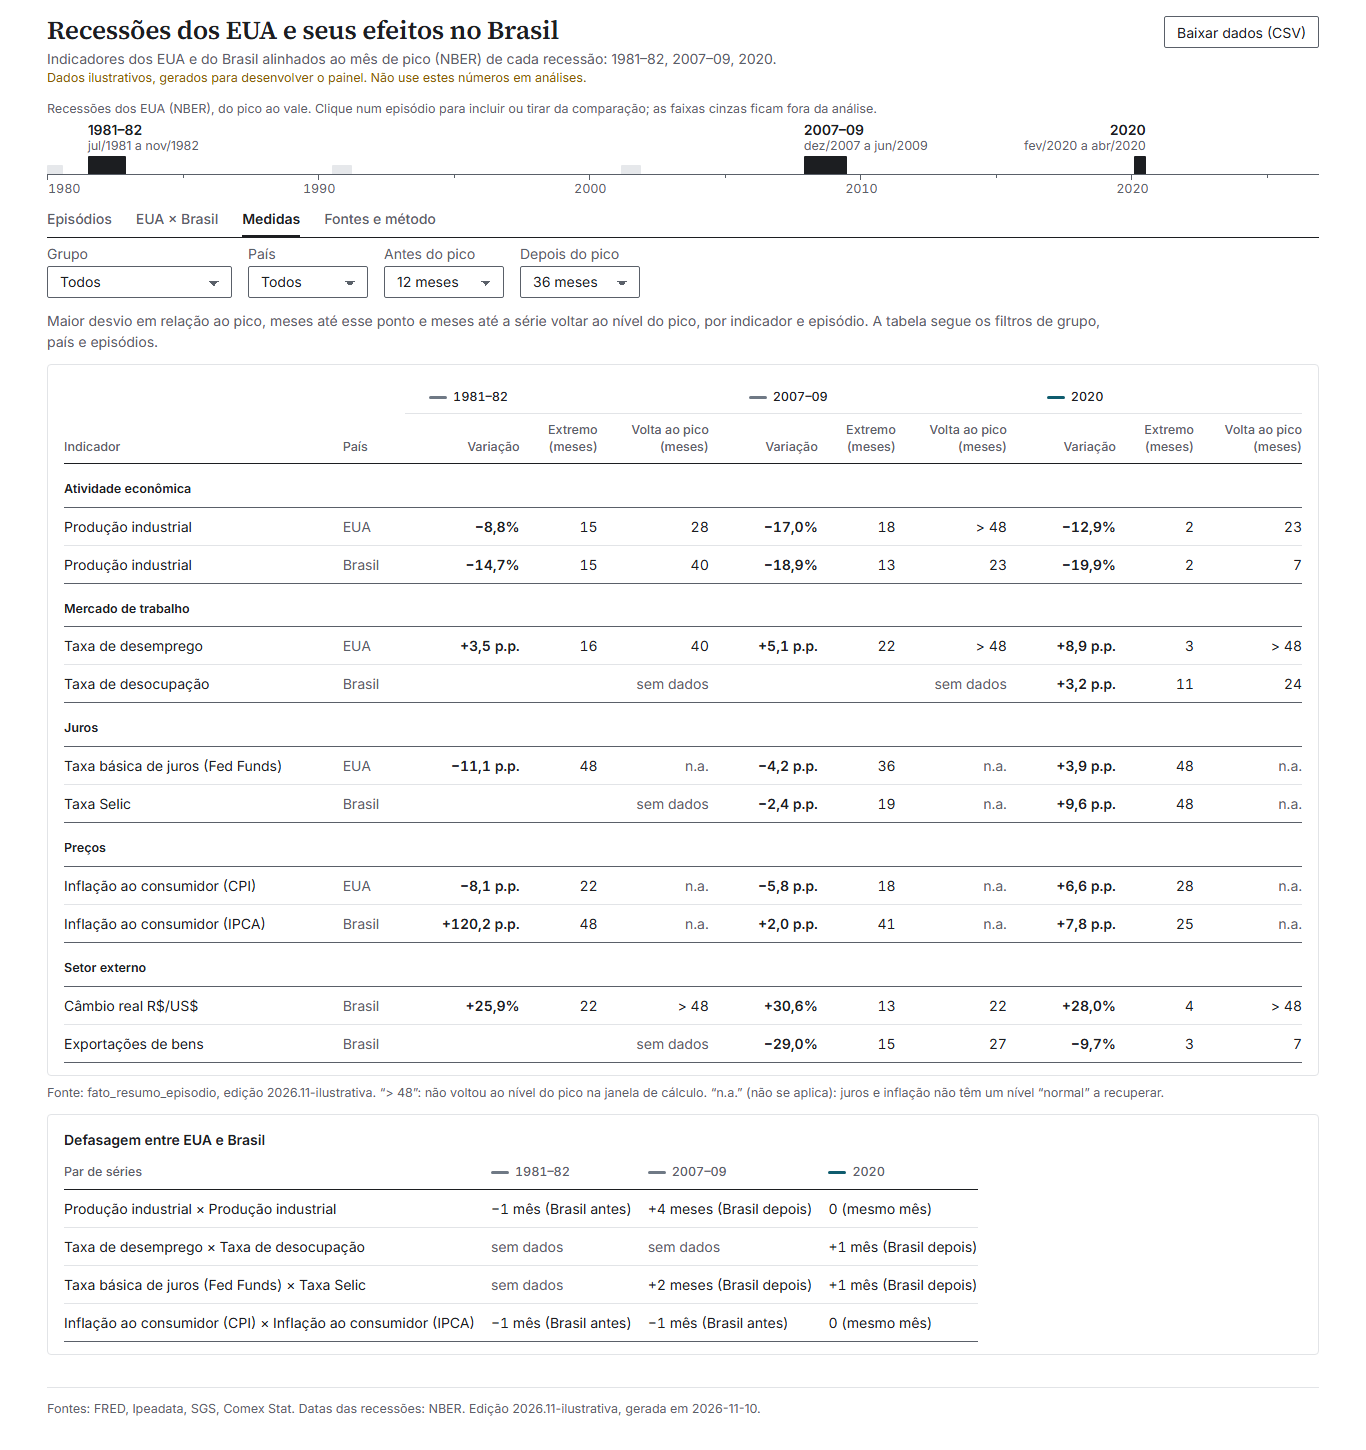 Recessões dos EUA e seus efeitos no Brasil
Baixar dados (CSV)
Indicadores dos EUA e do Brasil alinhados ao mês de pico (NBER) de cada recessão: 1981–82, 2007–09, 2020.
Dados ilustrativos, gerados para desenvolver o painel. Não use estes números em análises.
Recessões dos EUA (NBER), do pico ao vale. Clique num episódio para incluir ou tirar da comparação; as faixas cinzas ficam fora da análise.
1981–82 2007–09 2020
jul/1981 a nov/1982 dez/2007 a jun/2009 fev/2020 a abr/2020
1980 1990 2000 2010 2020
Episódios EUA × Brasil Medidas Fontes e método
Grupo País Antes do pico Depois do pico
Todos Todos 12 meses 36 meses
Maior desvio em relação ao pico, meses até esse ponto e meses até a série voltar ao nível do pico, por indicador e episódio. A tabela segue os filtros de grupo,
país e episódios.
1981–82 2007–09 2020
Indicador País Variação Extremo (meses) Volta ao pico (meses) Variação Extremo (meses) Volta ao pico (meses) Variação Extremo (meses) Volta ao pico (meses)
Atividade econômica
Produção industrial EUA −8,8% 15 28 −17,0% 18 > 48 −12,9% 2 23
Produção industrial Brasil −14,7% 15 40 −18,9% 13 23 −19,9% 2 7
Mercado de trabalho
Taxa de desemprego EUA +3,5 p.p. 16 40 +5,1 p.p. 22 > 48 +8,9 p.p. 3 > 48
Taxa de desocupação Brasil sem dados sem dados +3,2 p.p. 11 24
Juros
Taxa básica de juros (Fed Funds) EUA −11,1 p.p. 48 n.a. −4,2 p.p. 36 n.a. +3,9 p.p. 48 n.a.
Taxa Selic Brasil sem dados −2,4 p.p. 19 n.a. +9,6 p.p. 48 n.a.
Preços
Inflação ao consumidor (CPI) EUA −8,1 p.p. 22 n.a. −5,8 p.p. 18 n.a. +6,6 p.p. 28 n.a.
Inflação ao consumidor (IPCA) Brasil +120,2 p.p. 48 n.a. +2,0 p.p. 41 n.a. +7,8 p.p. 25 n.a.
Setor externo
Câmbio real R$/US$ Brasil +25,9% 22 > 48 +30,6% 13 22 +28,0% 4 > 48
Exportações de bens Brasil sem dados −29,0% 15 27 −9,7% 3 7
Fonte: fato_resumo_episodio, edição 2026.11-ilustrativa. “> 48”: não voltou ao nível do pico na janela de cálculo. “n.a.” (não se aplica): juros e inflação não têm um nível “normal” a recuperar.
Defasagem entre EUA e Brasil
Par de séries 1981–82 2007–09 2020
Produção industrial × Produção industrial −1 mês (Brasil antes) +4 meses (Brasil depois) 0 (mesmo mês)
Taxa de desemprego × Taxa de desocupação sem dados sem dados +1 mês (Brasil depois)
Taxa básica de juros (Fed Funds) × Taxa Selic sem dados +2 meses (Brasil depois) +1 mês (Brasil depois)
Inflação ao consumidor (CPI) × Inflação ao consumidor (IPCA) −1 mês (Brasil antes) −1 mês (Brasil antes) 0 (mesmo mês)
Fontes: FRED, Ipeadata, SGS, Comex Stat. Datas das recessões: NBER. Edição 2026.11-ilustrativa, gerada em 2026-11-10.